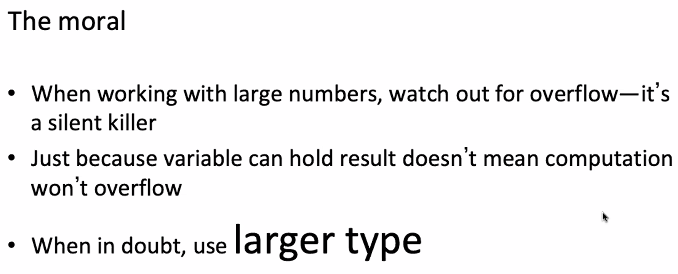 The moral
• When working with large numbers, watch out for overflow—it’s
a silent killer
• Just because variable can hold result doesn’t mean computation
won’t overflow
• When in doubt, use larger type